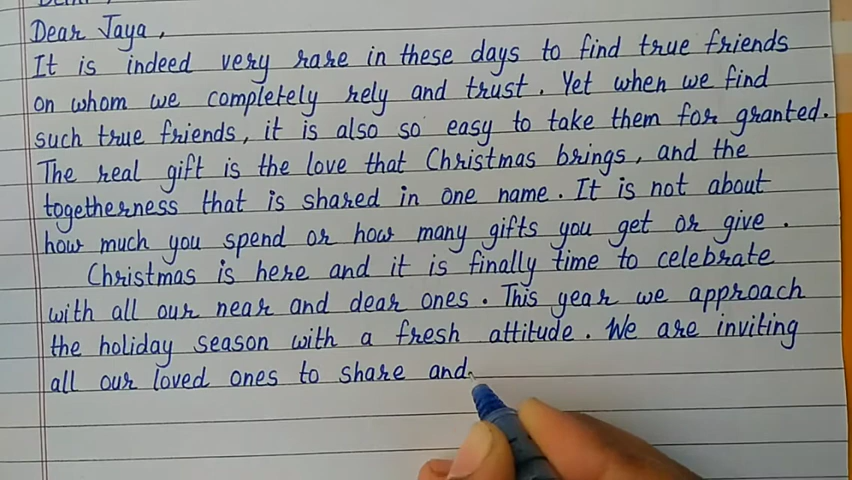 Dear Jaya,
It is indeed very rare in these days to find true friends
on whom we completely rely and trust. Yet when we find
such true friends, it is also so easy to take them for granted.
The real gift is the love that Christmas brings, and the
togetherness that is shared in one name. It is not about
how much you spend or how many gifts you get or give.
Christmas is here and it is finally time to celebrate
with all our near and dear ones. This year we approach
the holiday season with a fresh attitude. We are inviting
all our loved ones to share and